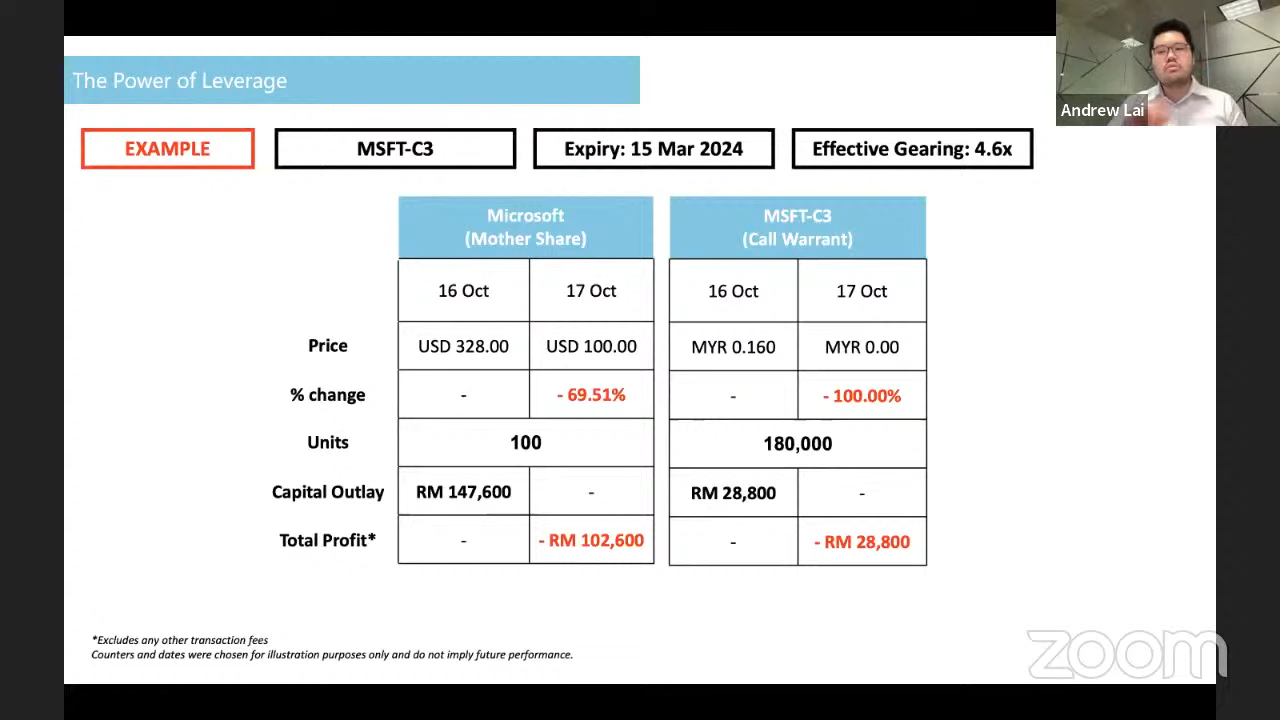 The Power of Leverage
Andrew Lai
EXAMPLE
MSFT-C3
Expiry: 15 Mar 2024
Effective Gearing: 4.6x
Microsoft
(Mother Share)
MSFT-C3
(Call Warrant)
16 Oct
17 Oct
16 Oct
17 Oct
Price
USD 328.00
USD 100.00
MYR 0.160
MYR 0.00
% change
-
- 69.51%
-
- 100.00%
Units
100
180,000
Capital Outlay
RM 147,600
-
RM 28,800
-
Total Profit*
-
- RM 102,600
-
- RM 28,800
*Excludes any other transaction fees
Counters and dates were chosen for illustration purposes only and do not imply future performance.
zoom